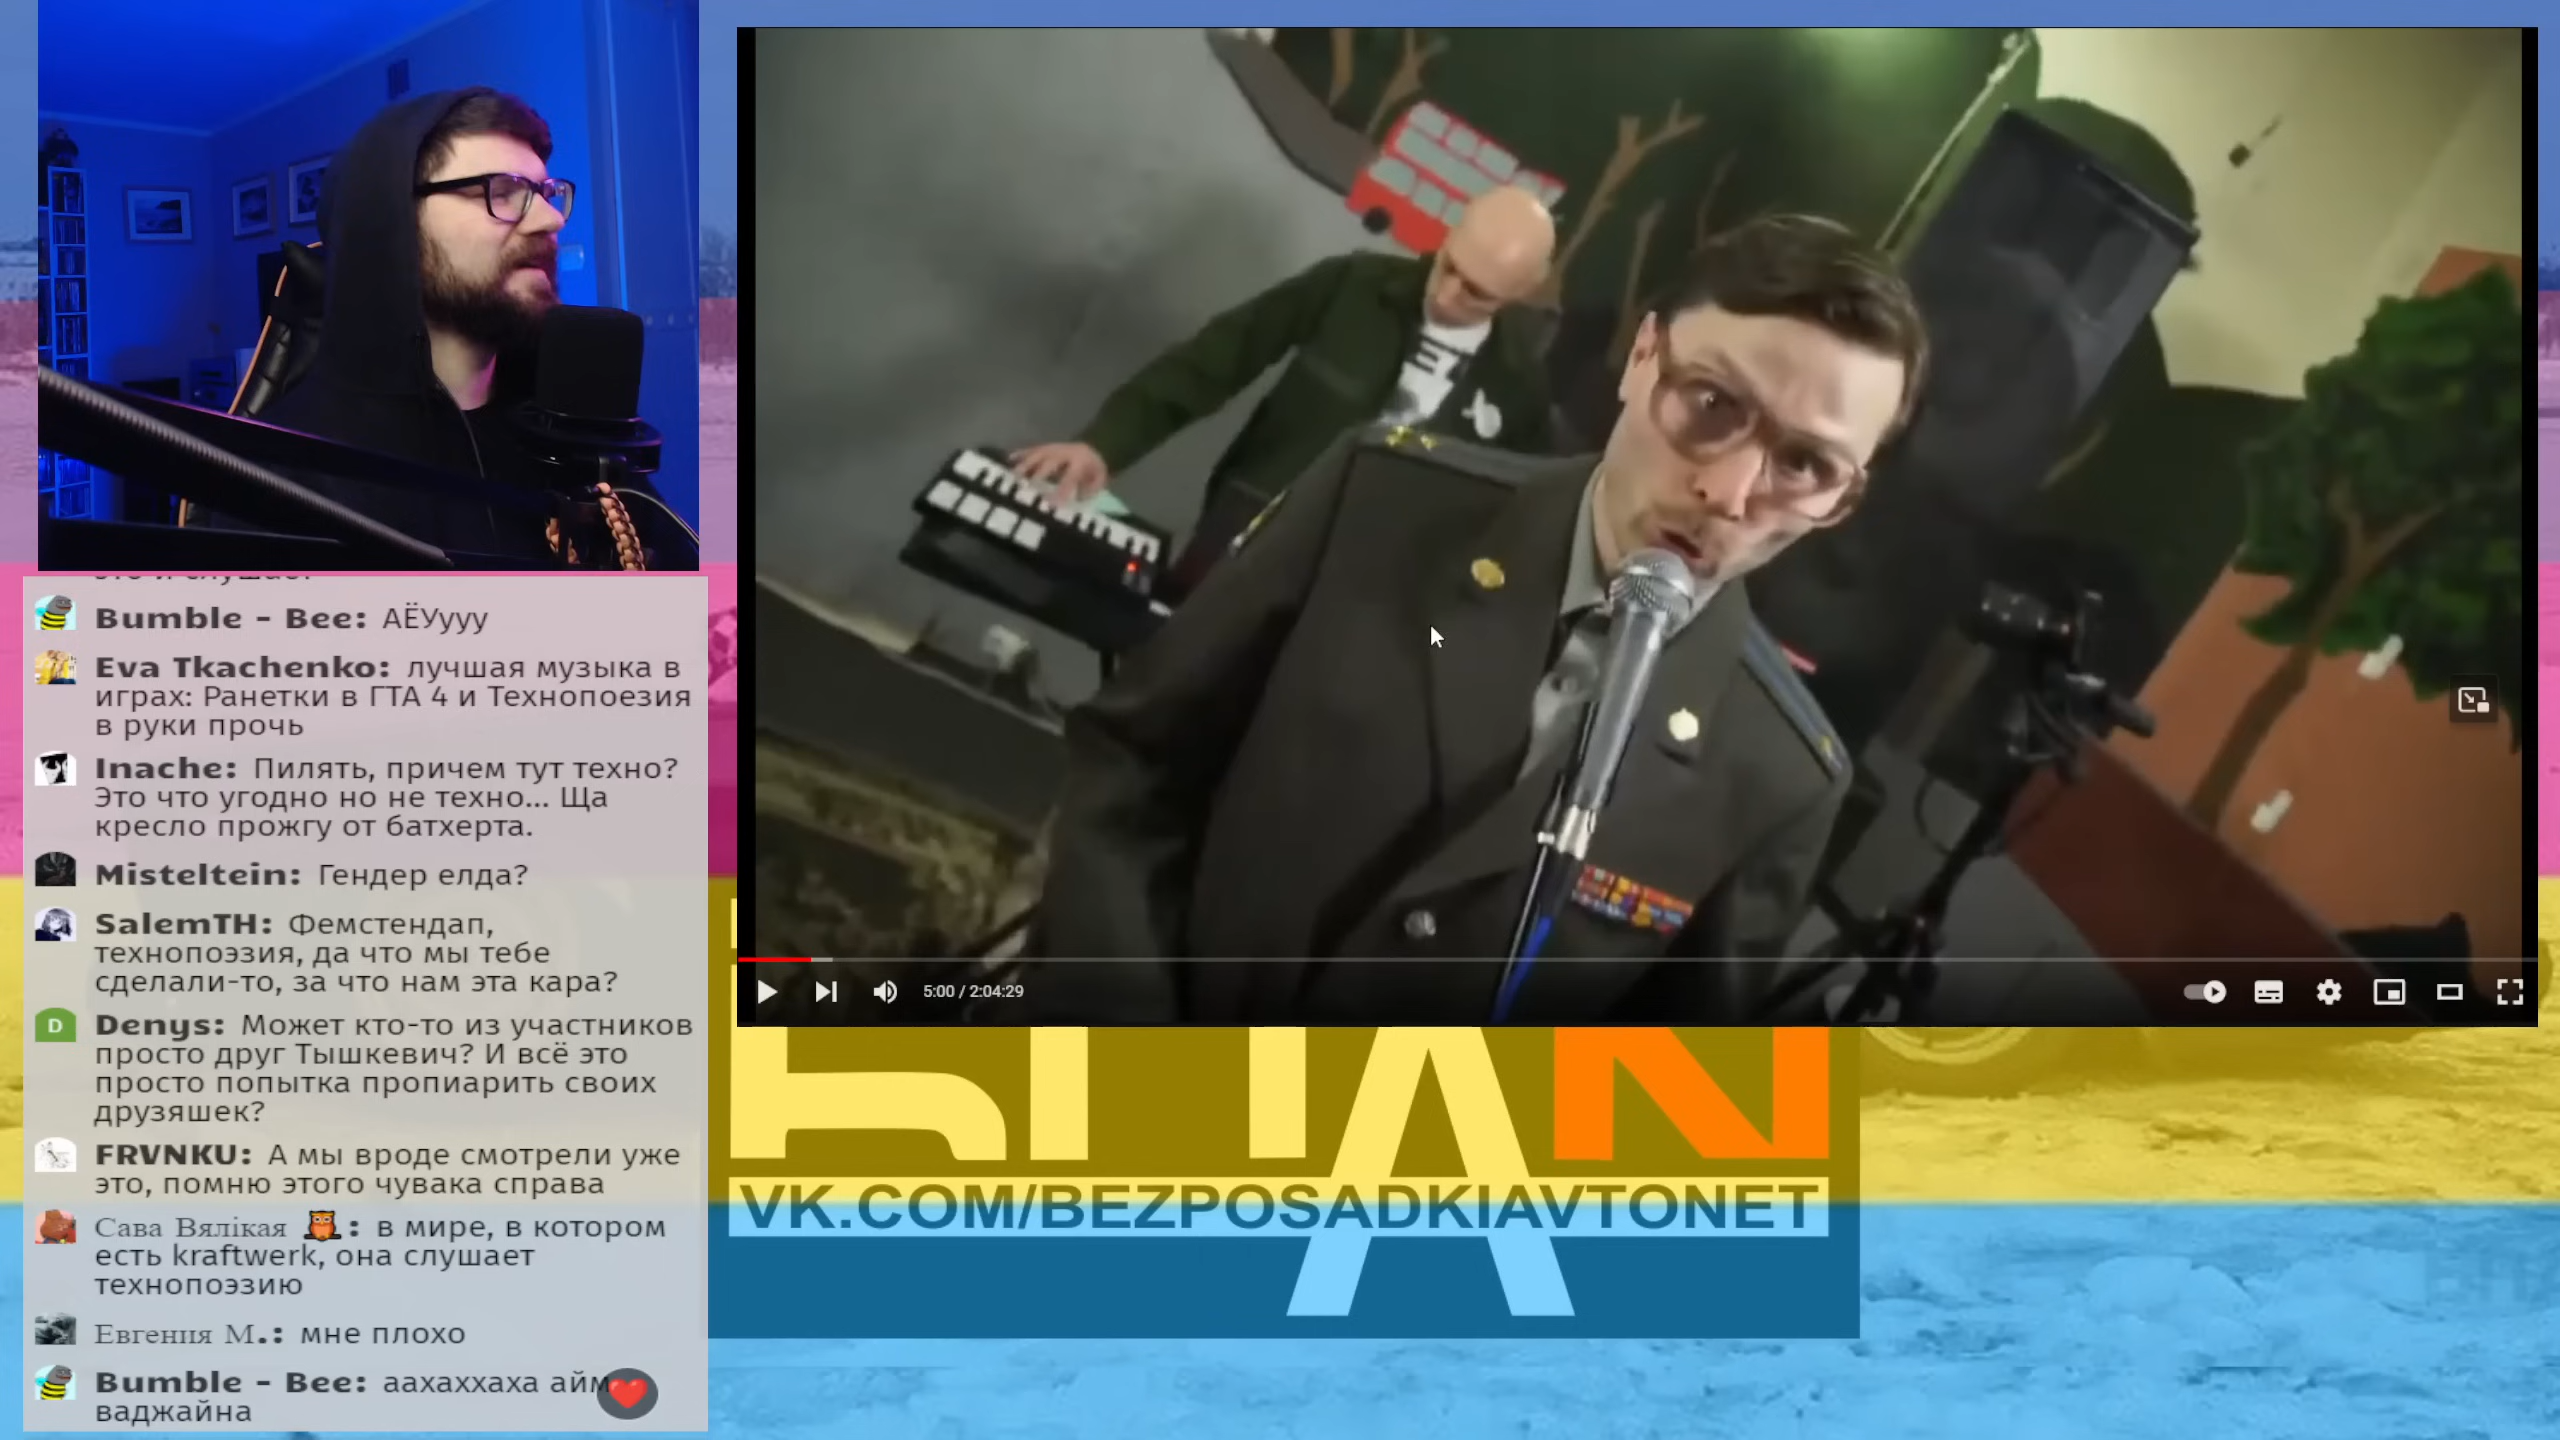 Bumble - Bee: АЁУууу
Eva Tkachenko: лучшая музыка в
играх: Ранетки в ГТА 4 и Технопоезия
в руки прочь
Inache: Пилять, причем тут техно?
Это что угодно но не техно... Ща
кресло прожгу от батхерта.
Misteltein: Гендер елда?
SalemTH: Фемстендап,
технопоэзия, да что мы тебе
сделали-то, за что нам эта кара?
Denys: Может кто-то из участников
просто друг Тышкевич? И всё это
просто попытка пропиарить своих
друзяшек?
FRVNKU: А мы вроде смотрели уже
это, помню этого чувака справа
Сава Вялікая 🦉: в мире, в котором
есть kraftwerk, она слушает
технопоэзию
Евгения М.: мне плохо
Bumble - Bee: аахаххаха айм
ваджайна
5:00 / 2:04:29
VK.COM/BEZPOSADKIAVTONET